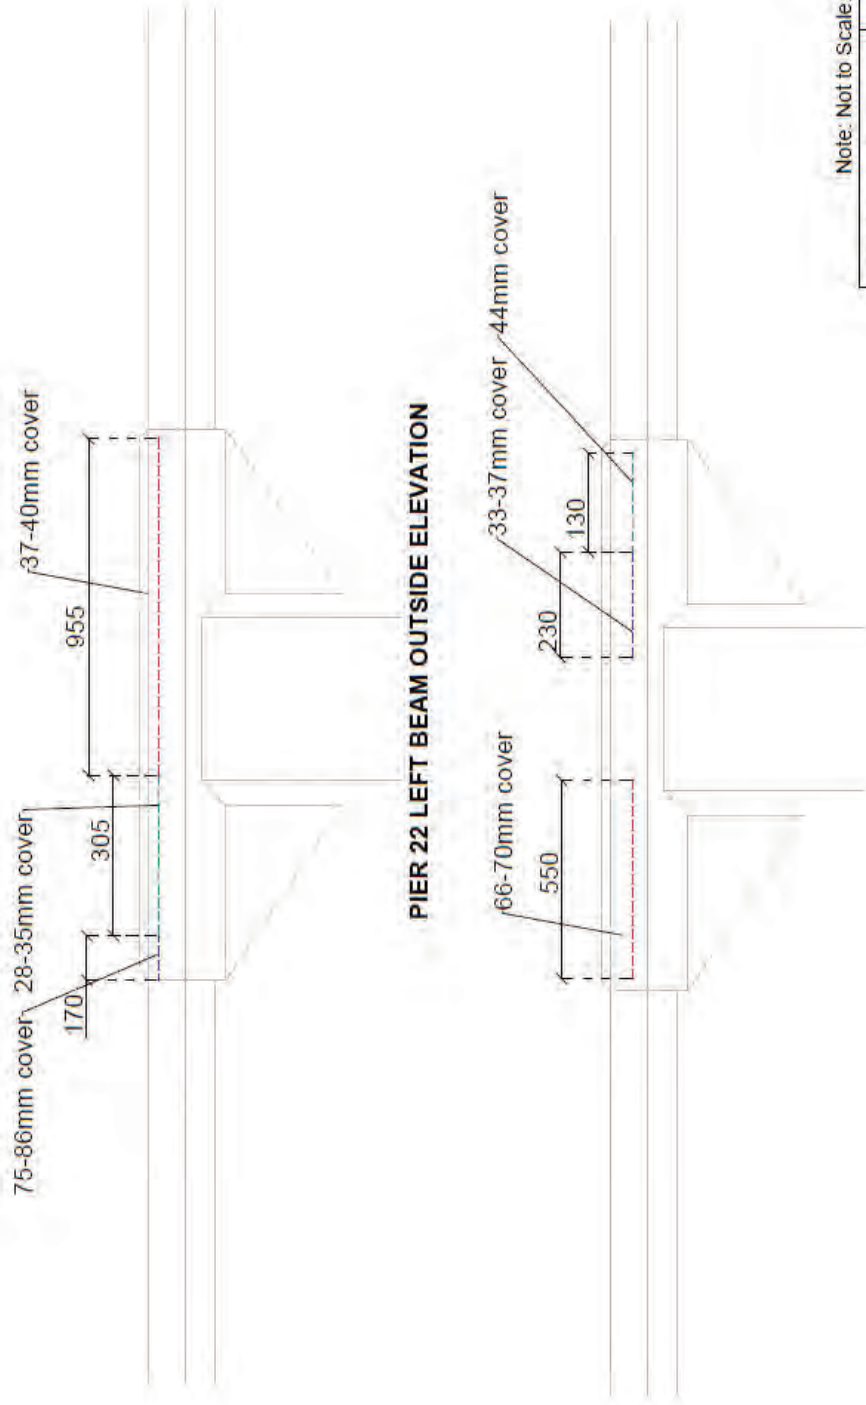 75-86mm cover
28-35mm cover
37-40mm cover
170
305
955
PIER 22 LEFT BEAM OUTSIDE ELEVATION
66-70mm cover
33-37mm cover
44mm cover
550
230
130
Note: Not to Scale.